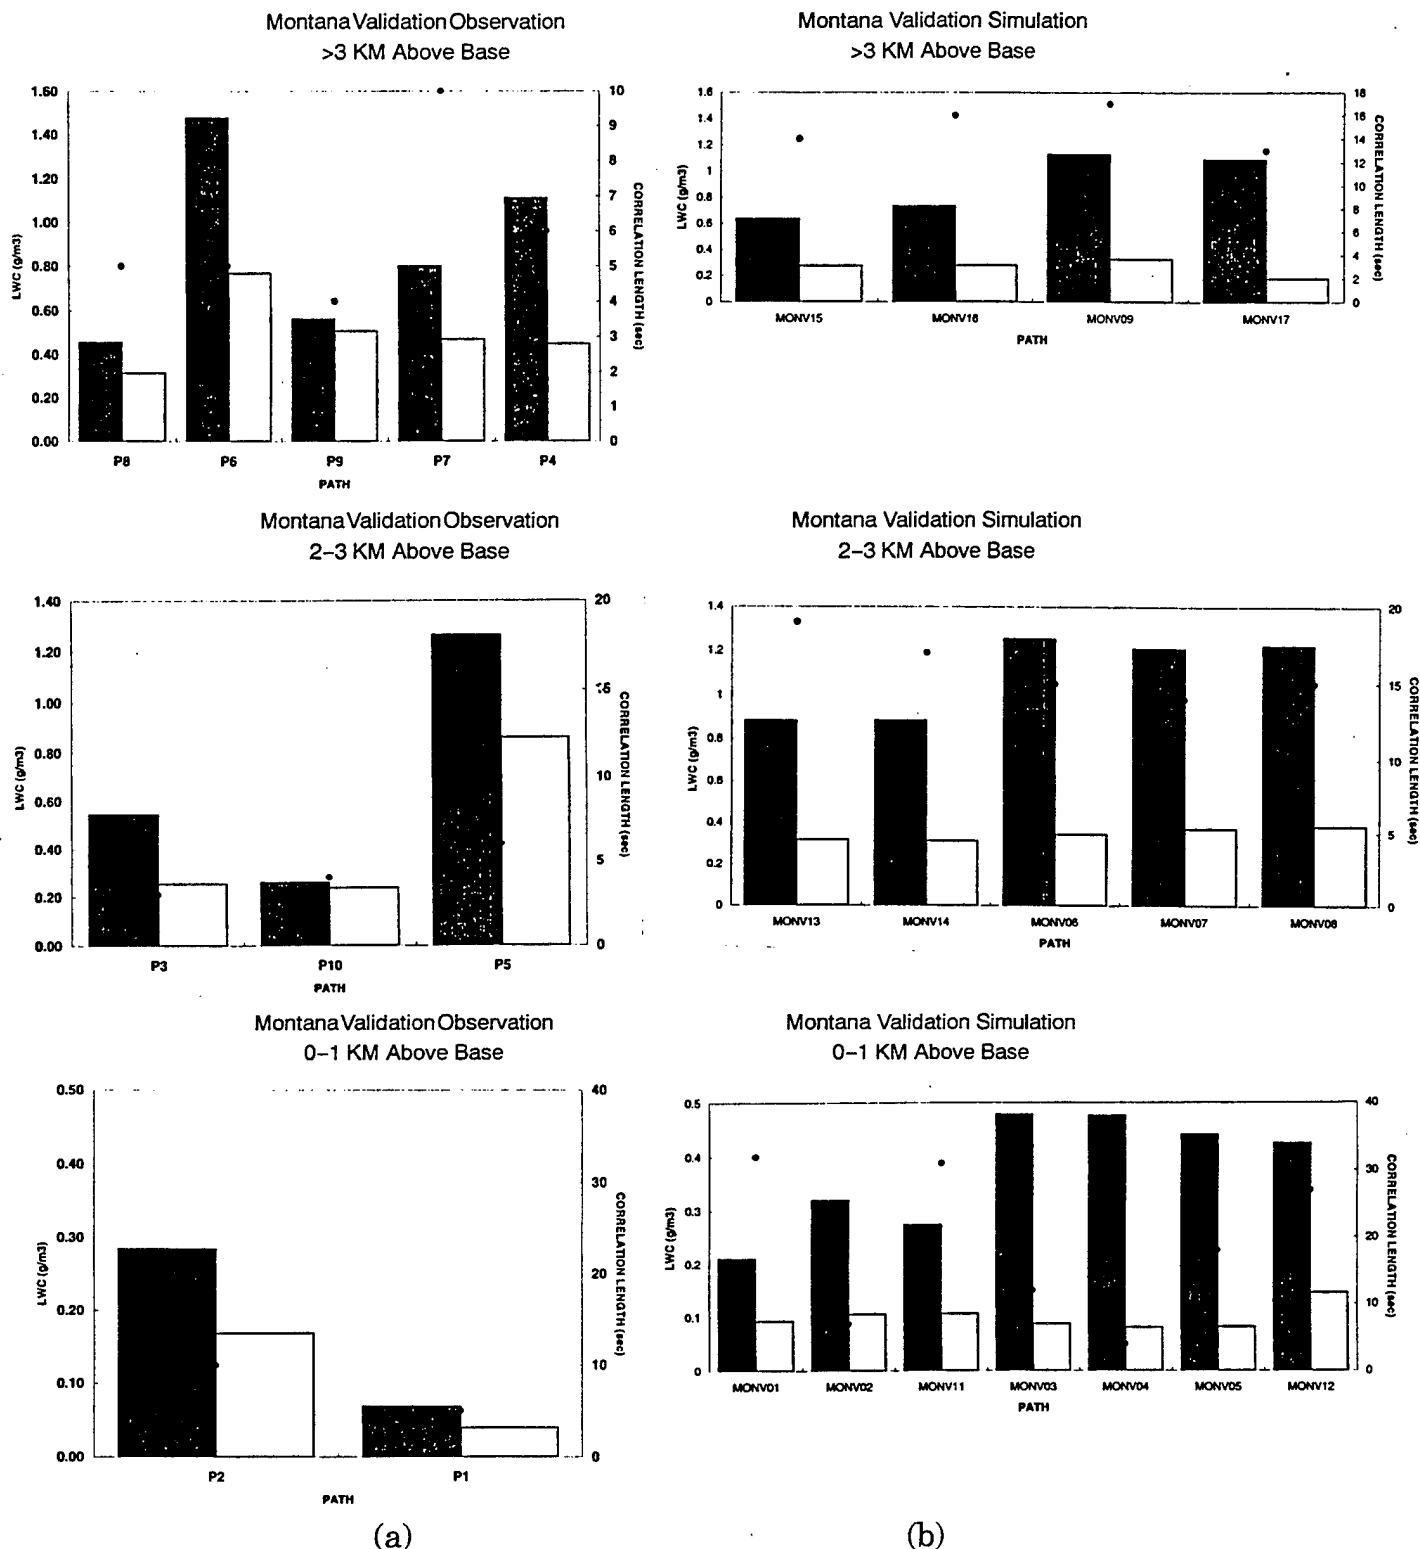 Montana Validation Observation
>3 KM Above Base
1.60
1.40
1.20
1.00
0.80
0.60
0.40
0.20
0.00
LWC (g/m3)
10
9
8
7
6
5
4
3
2
1
0
CORRELATION LENGTH (sec)
P8 P6 P9 P7 P4
PATH
Montana Validation Simulation
>3 KM Above Base
1.6
1.4
1.2
1
0.8
0.6
0.4
0.2
0
LWC (g/m3)
18
16
14
12
10
8
6
4
2
0
CORRELATION LENGTH (sec)
MONV15 MONV16 MONV09 MONV17
PATH
Montana Validation Observation
2–3 KM Above Base
1.40
1.20
1.00
0.80
0.60
0.40
0.20
0.00
LWC (g/m3)
20
15
10
5
0
CORRELATION LENGTH (sec)
P3 P10 P5
PATH
Montana Validation Simulation
2–3 KM Above Base
1.4
1.2
1
0.8
0.6
0.4
0.2
0
LWC (g/m3)
20
15
10
5
0
CORRELATION LENGTH (sec)
MONV13 MONV14 MONV06 MONV07 MONV08
PATH
Montana Validation Observation
0–1 KM Above Base
0.50
0.40
0.30
0.20
0.10
0.00
LWC (g/m3)
40
30
20
10
0
CORRELATION LENGTH (sec)
P2 P1
PATH
Montana Validation Simulation
0–1 KM Above Base
0.5
0.4
0.3
0.2
0.1
0
LWC (g/m3)
40
30
20
10
0
CORRELATION LENGTH (sec)
MONV01 MONV02 MONV11 MONV03 MONV04 MONV05 MONV12
PATH
(a)
(b)